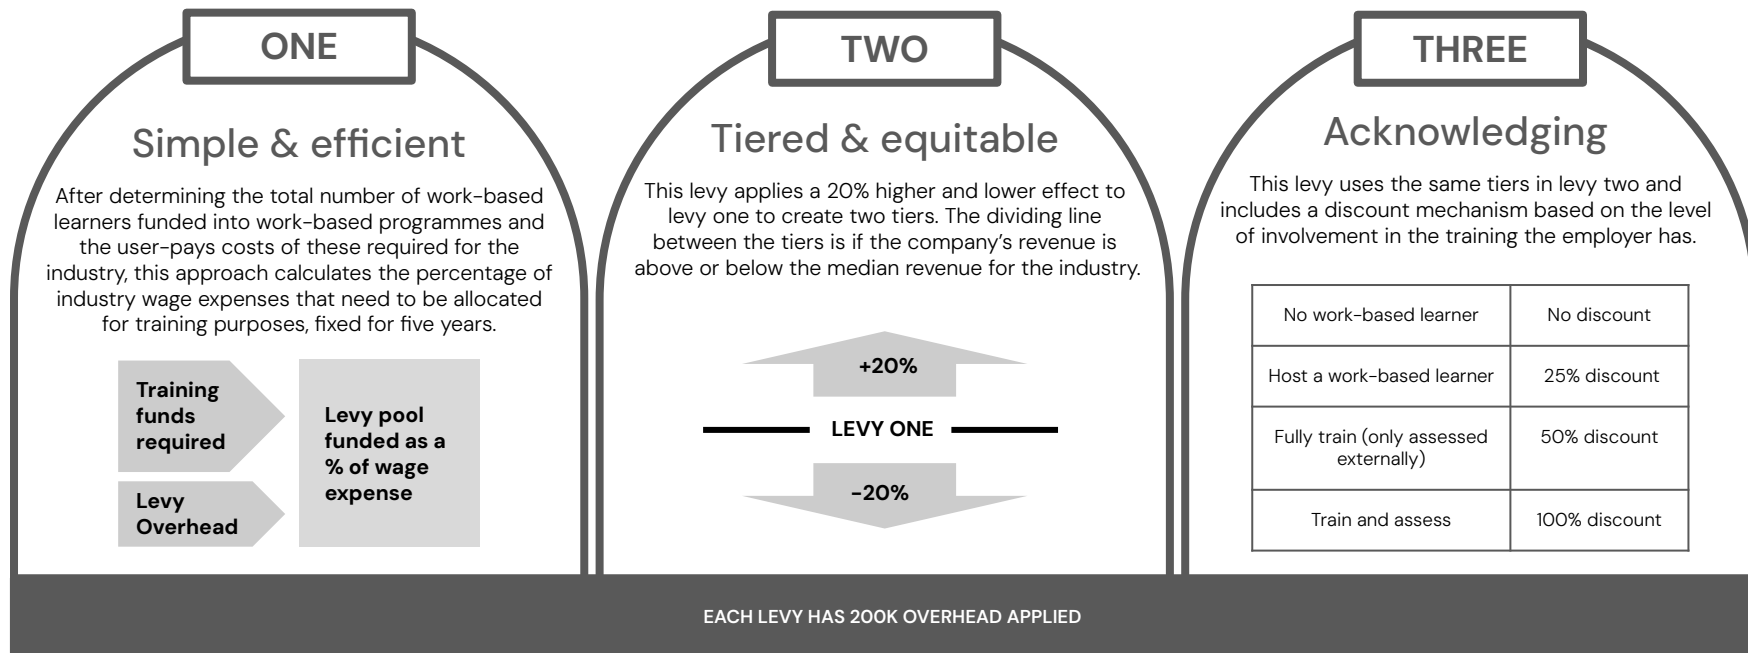 ONE
Simple & efficient
After determining the total number of work-based
learners funded into work-based programmes and
the user-pays costs of these required for the
industry, this approach calculates the percentage of
industry wage expenses that need to be allocated
for training purposes, fixed for five years.
Training
funds
required
Levy
Overhead
Levy pool
funded as a
% of wage
expense
TWO
Tiered & equitable
This levy applies a 20% higher and lower effect to
levy one to create two tiers. The dividing line
between the tiers is if the company's revenue is
above or below the median revenue for the industry.
+20%
LEVY ONE
-20%
THREE
Acknowledging
This levy uses the same tiers in levy two and
includes a discount mechanism based on the level
of involvement in the training the employer has.
No work-based learner
No discount
Host a work-based learner
25% discount
Fully train (only assessed
externally)
50% discount
Train and assess
100% discount
EACH LEVY HAS 200K OVERHEAD APPLIED